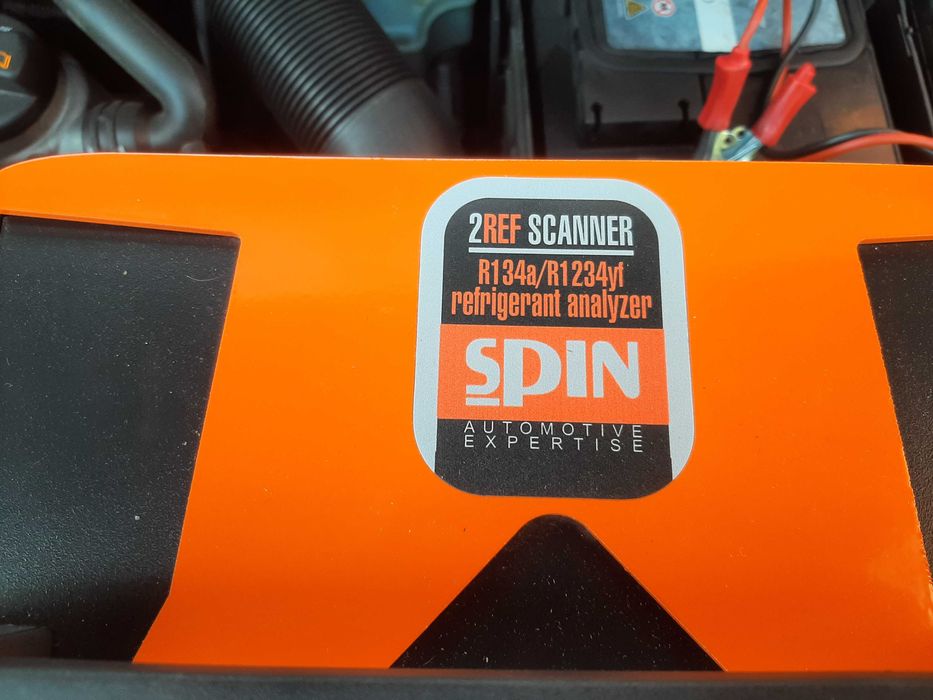 2REF SCANNER
R134a/R1234yf
refrigerant analyzer
SPIN
AUTOMOTIVE
EXPERTISE